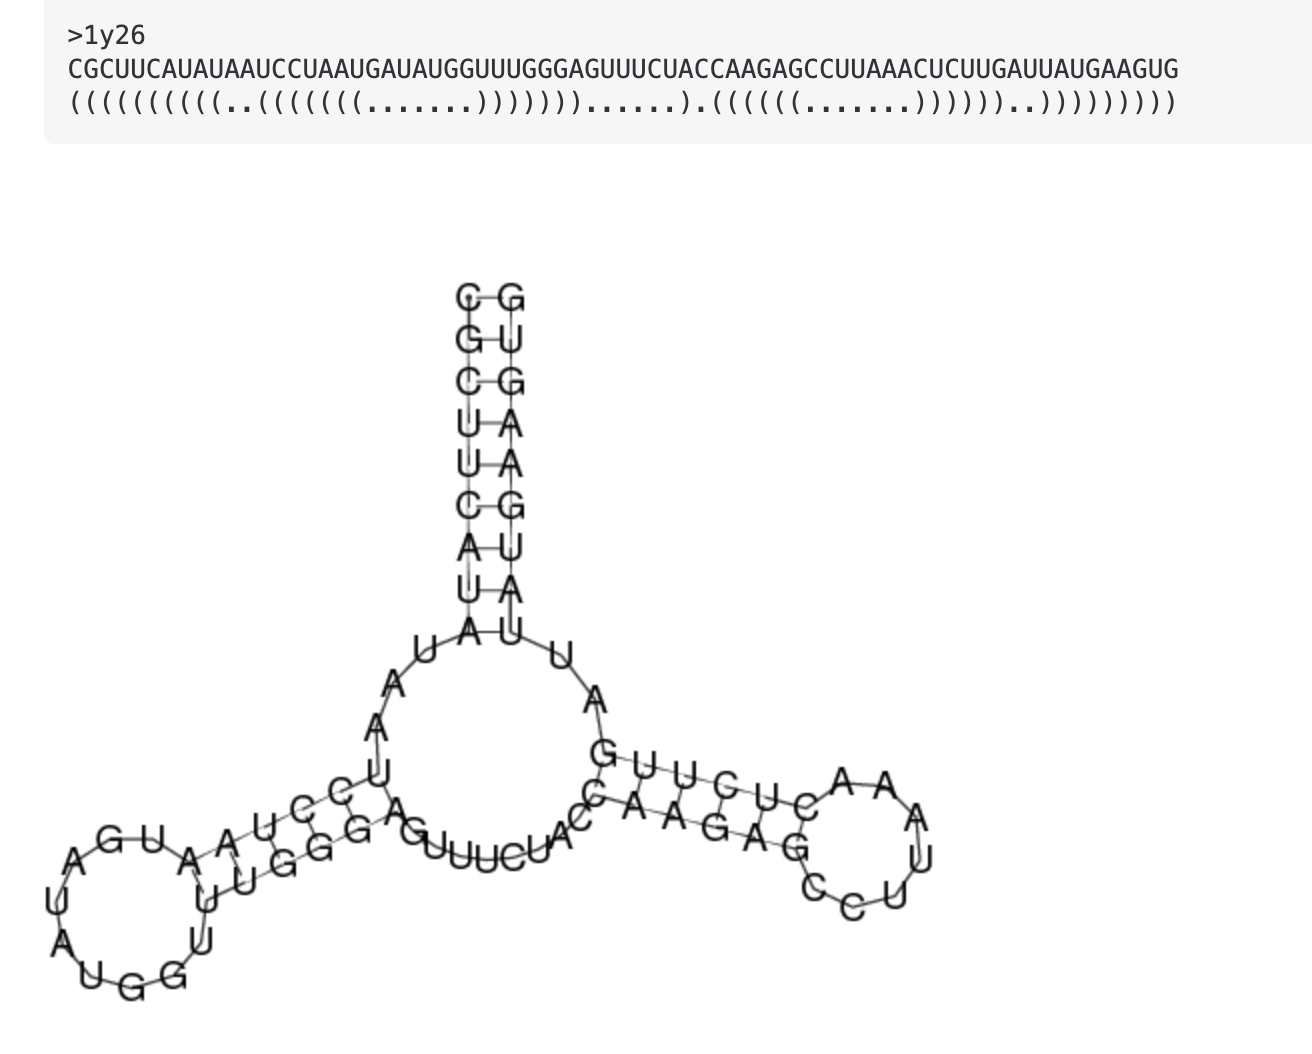 >1y26
CGCUUCAUAUAAUCCUAAUGAUAUGGUUUGGGAGUUUCUACCAAGAGCCUUAAACUCUUGAUUAUGAAGUG
((((((((((..(((((((.......)))))))......).((((((.......))))))..)))))))))
C G
G U
C G
U A
U A
C G
A U
U A
A U
U A A U C C U A A U G A U A U G G U U U G G G A G U U U C U A C C A A G A G C C U U A A A C U C U U G A U